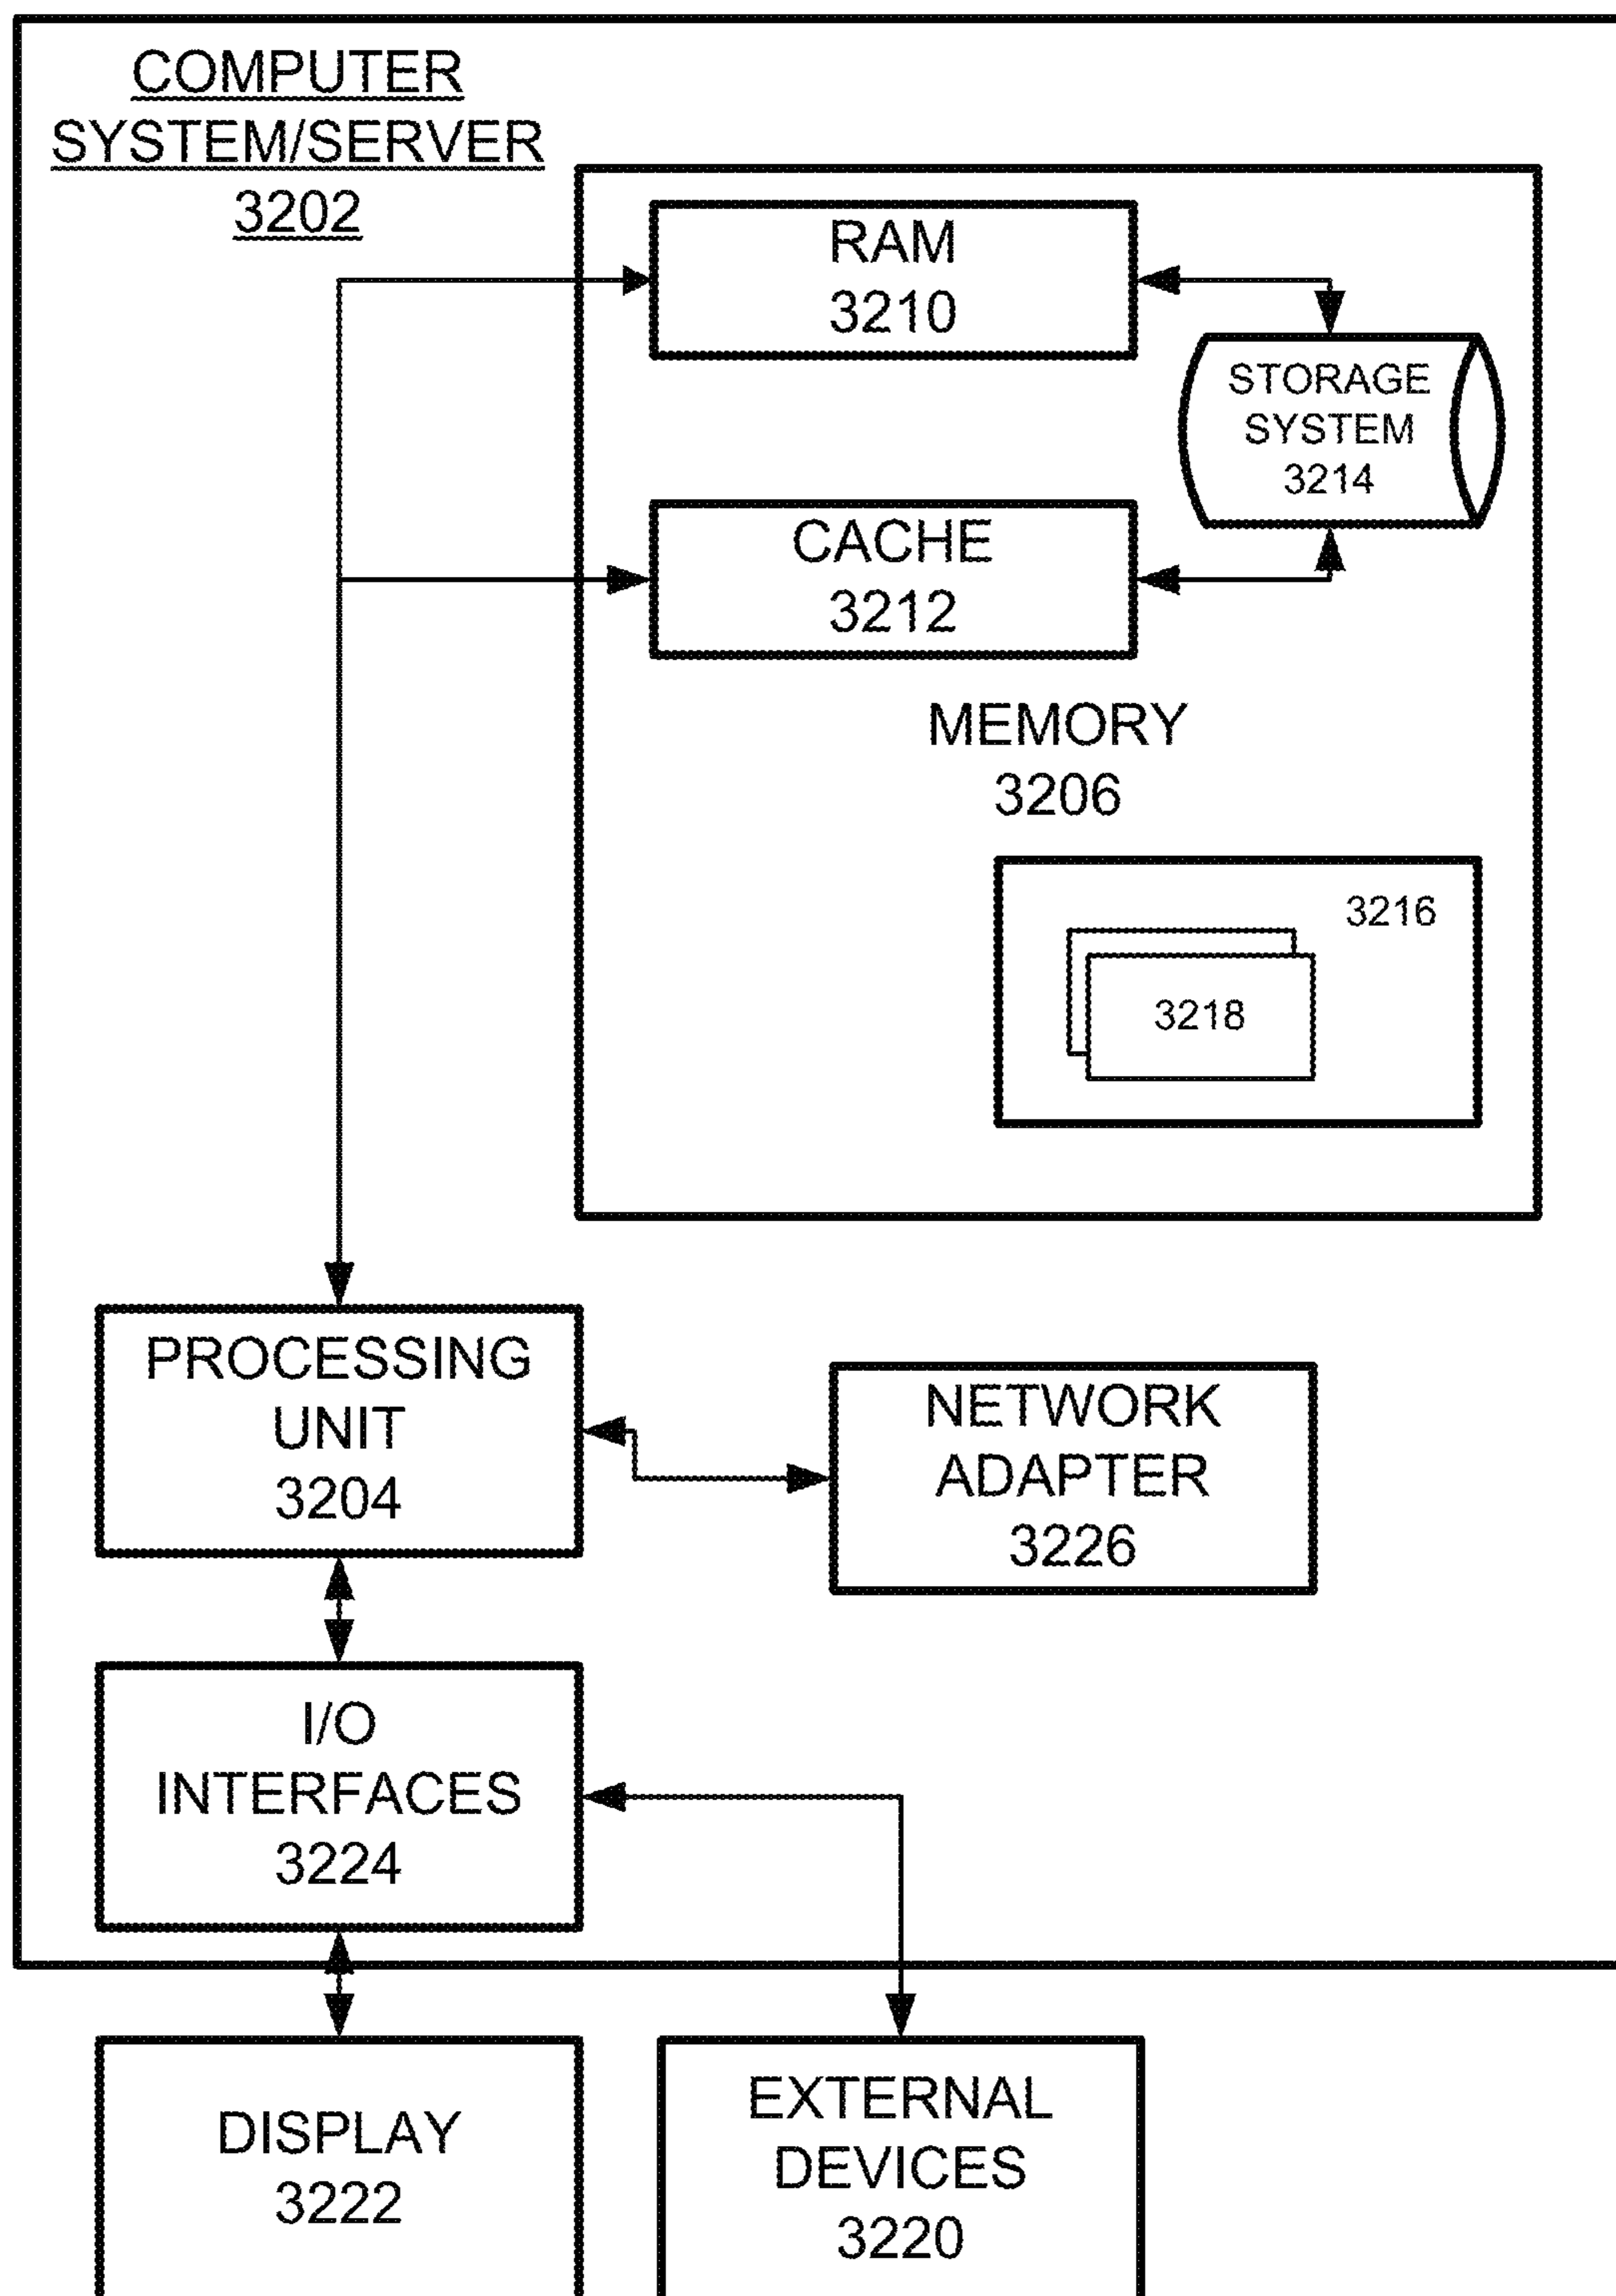 COMPUTER
SYSTEM/SERVER
3202
RAM
3210
STORAGE
SYSTEM
3214
CACHE
3212
MEMORY
3206
3216
3218
PROCESSING
UNIT
3204
NETWORK
ADAPTER
3226
I/O
INTERFACES
3224
DISPLAY
3222
EXTERNAL
DEVICES
3220